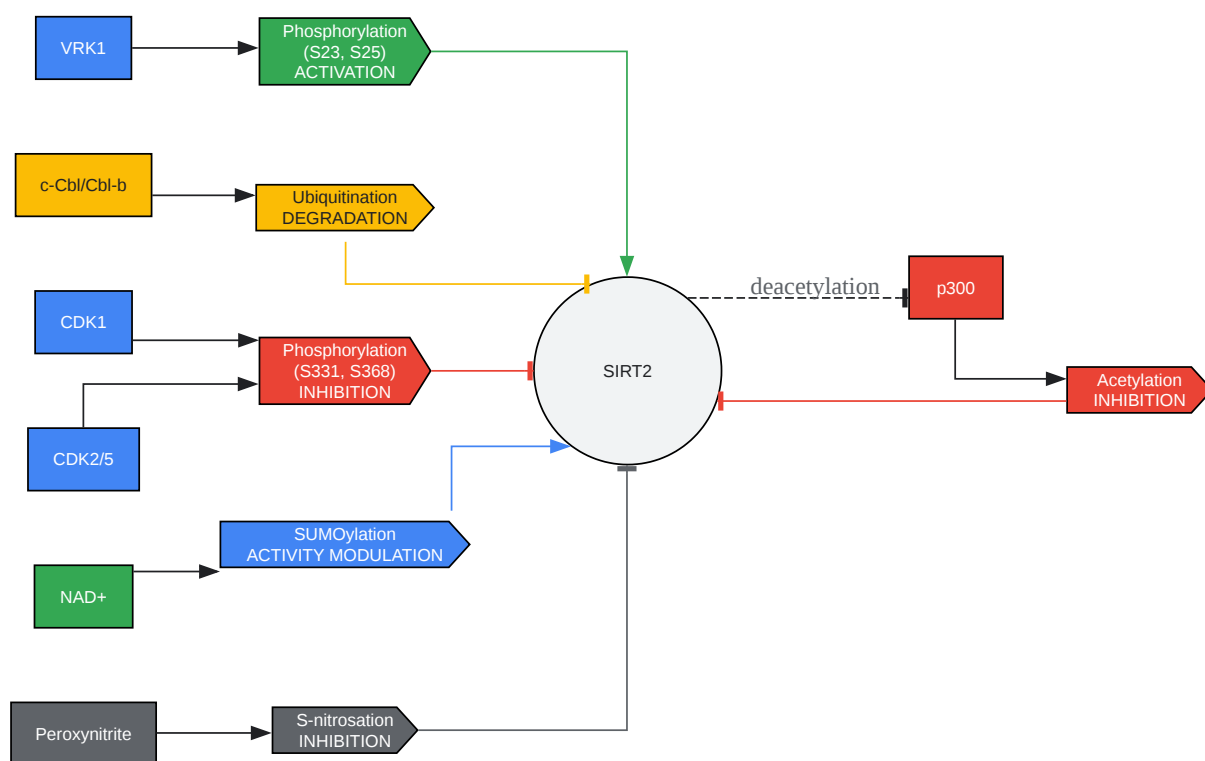 VRK1
Phosphorylation
(S23, S25)
ACTIVATION
c-Cbl/Cbl-b
Ubiquitination
DEGRADATION
deacetylation
p300
CDK1
Phosphorylation
(S331, S368)
INHIBITION
SIRT2
Acetylation
INHIBITION
CDK2/5
SUMOylation
ACTIVITY MODULATION
NAD+
Peroxynitrite
S-nitrosation
INHIBITION